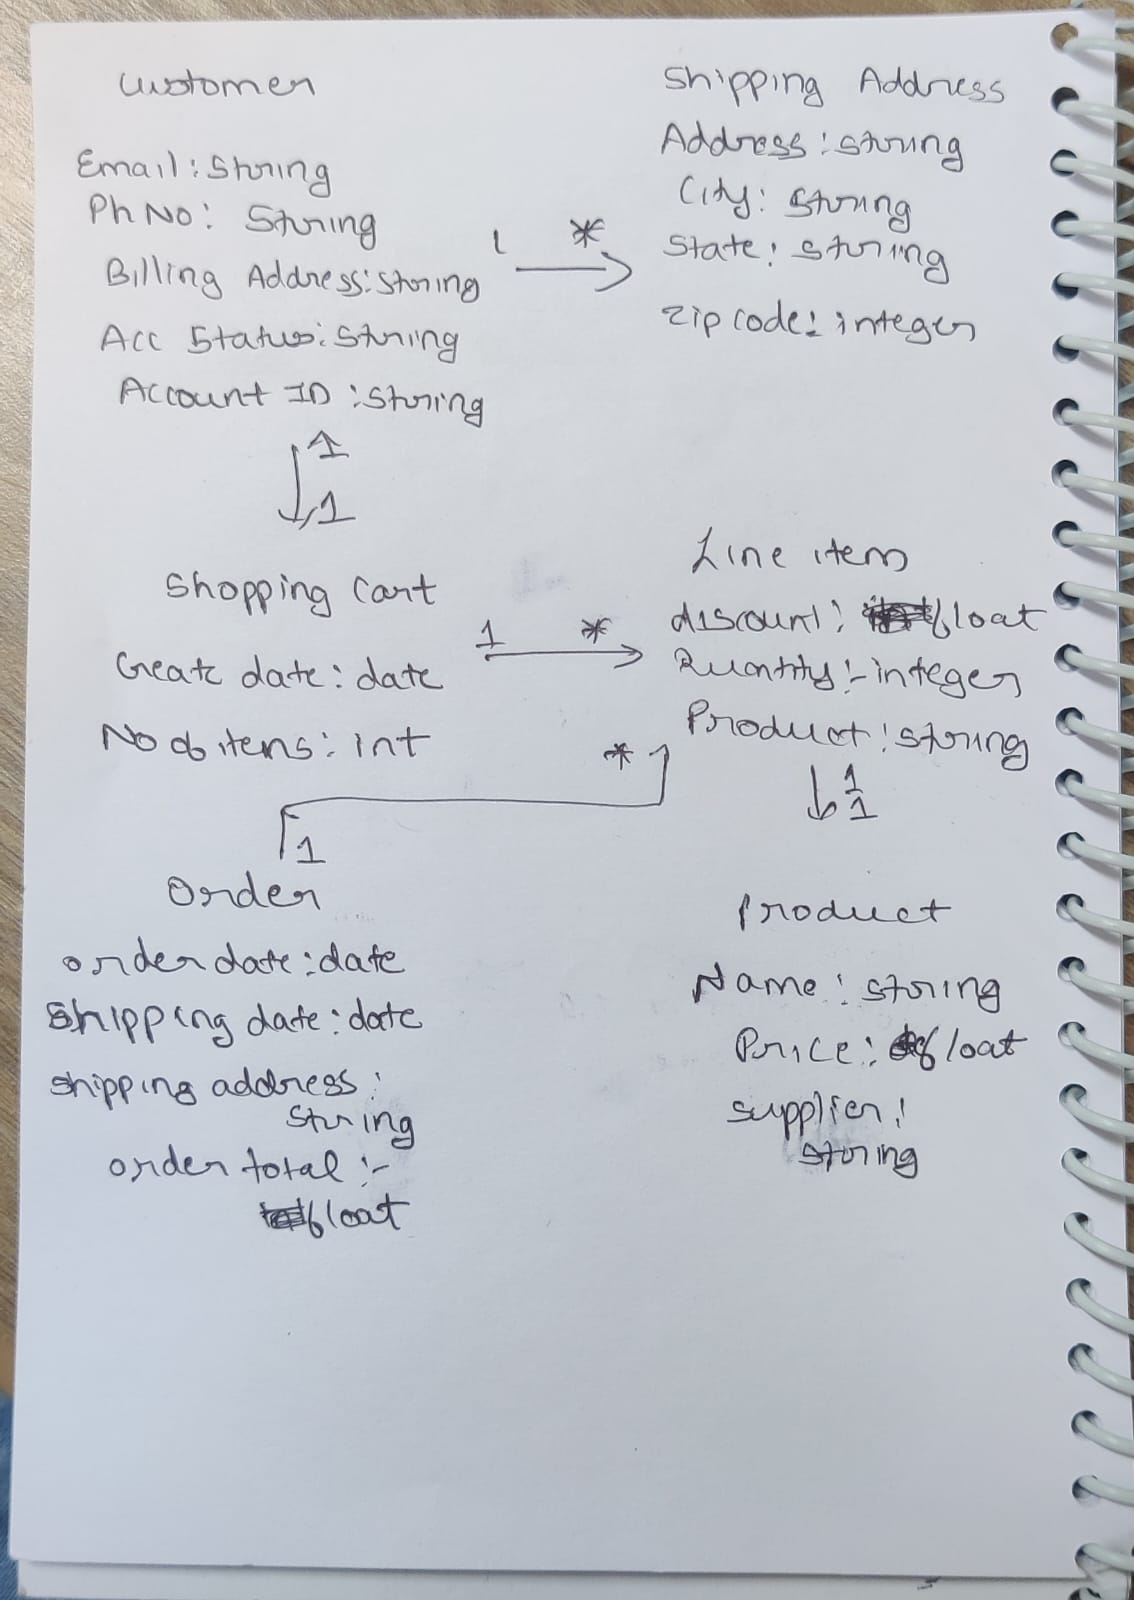 Customer
Email : String
Ph No : String
Billing Address : String
Acc Status : String
Account ID : String
1 *
Shipping Address
Address : string
City : string
State : string
Zip code : integer
1
1
Shopping Cart
Create date : date
No of items : int
1 *
Line item
discount : float
Quantity :- integer
Product : string
*
1
1
1
Order
order date : date
Shipping date : date
shipping address :
String
order total :-
float
Product
Name : string
Price : float
supplier :
string